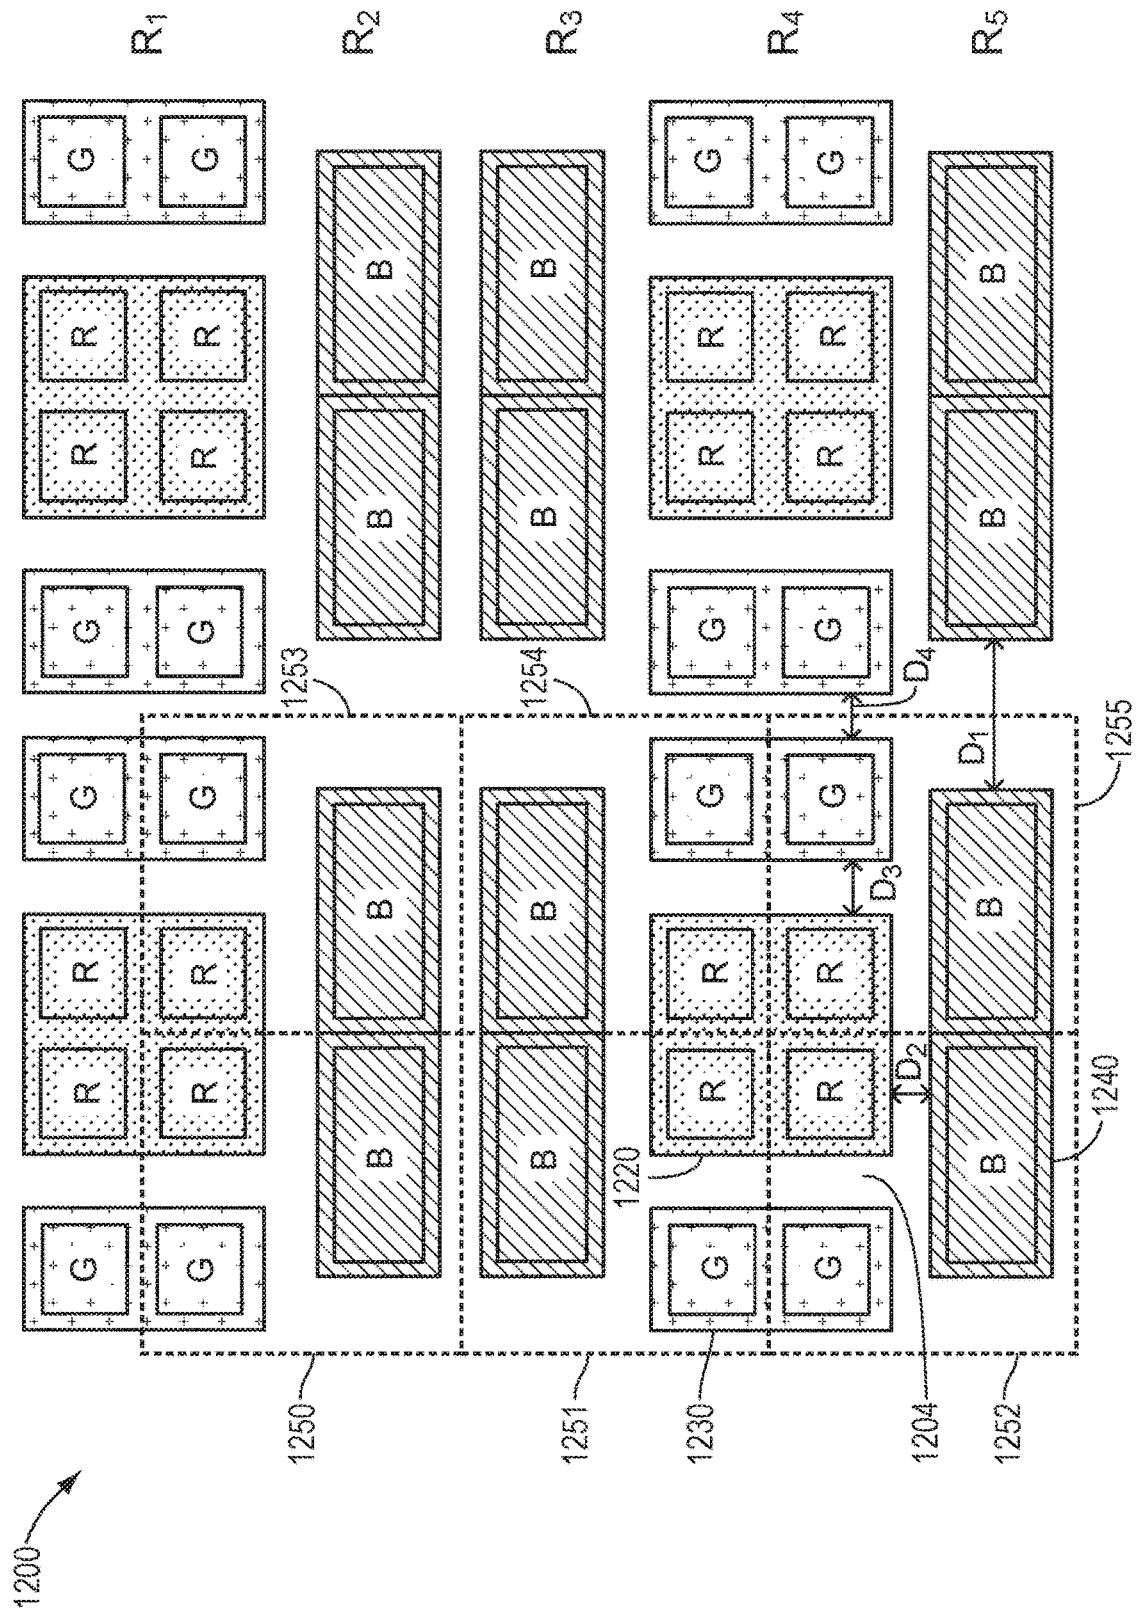 1200
G R R G G R R G
R1
G R R G G R R G
1250 1253
B B B B R2
1251 1254
B B B B R3
1220
1230
G R R G G R R G
R4
G R R G G R R G
1204 D2 D3 D4
D1
1252
B B B B R5
1240 1255